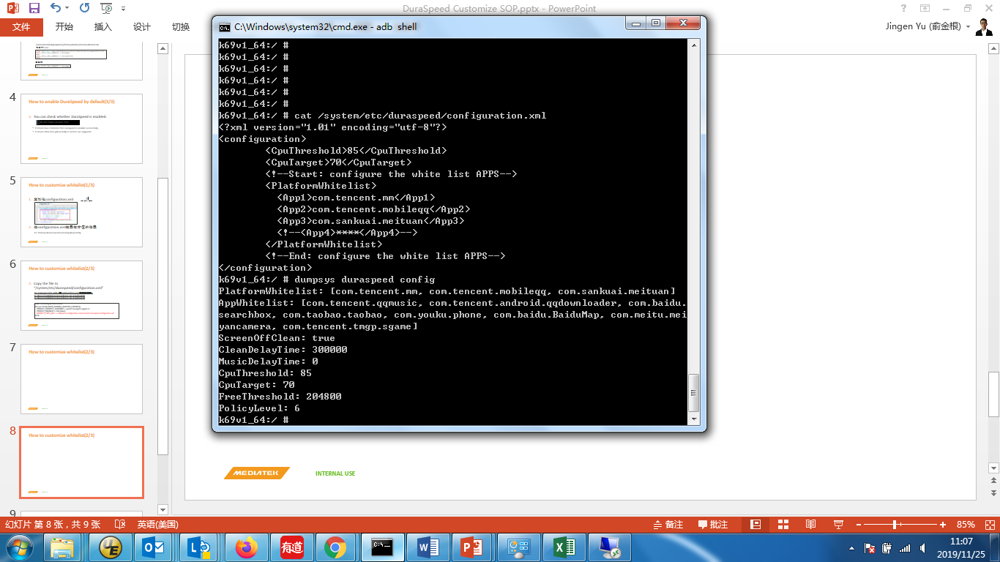 DuraSpeed Customize SOP.pptx - PowerPoint
文件
开始
插入
设计
切换
Jingen Yu (俞金根)
C:\Windows\system32\cmd.exe - adb shell
k69v1_64:/ #
k69v1_64:/ #
k69v1_64:/ #
k69v1_64:/ #
k69v1_64:/ #
k69v1_64:/ #
k69v1_64:/ # cat /system/etc/duraspeed/configuration.xml
<?xml version="1.01" encoding="utf-8"?>
<configuration>
<CpuThreshold>85</CpuThreshold>
<CpuTarget>70</CpuTarget>
<!--Start: configure the white list APPS-->
<PlatformWhitelist>
<App1>com.tencent.mm</App1>
<App2>com.tencent.mobileqq</App2>
<App3>com.sankuai.meituan</App3>
<!--<App4>****</App4>-->
</PlatformWhitelist>
<!--End: configure the white list APPS-->
</configuration>
k69v1_64:/ # dumpsys duraspeed config
PlatformWhitelist: [com.tencent.mm, com.tencent.mobileqq, com.sankuai.meituan]
AppWhitelist: [com.tencent.qqmusic, com.tencent.android.qqdownloader, com.baidu.
searchbox, com.taobao.taobao, com.youku.phone, com.baidu.BaiduMap, com.meitu.mei
yancamera, com.tencent.tmgp.sgame]
ScreenOffClean: true
CleanDelayTime: 300000
MusicDelayTime: 0
CpuThreshold: 85
CpuTarget: 70
FreeThreshold: 204800
PolicyLevel: 6
k69v1_64:/ #
4
How to enable DuraSpeed by default(3/3)
You can check whether DuraSpeed is enabled:
5
How to customize whitelist(1/3)
6
How to customize whitelist(2/3)
Copy the file to
"/system/etc/duraspeed/configuration.xml"
7
How to customize whitelist(2/3)
8
How to customize whitelist(2/3)
9
MEDIATEK
INTERNAL USE
幻灯片 第 8 张，共 9 张
英语(美国)
备注
批注
85%
有道
11:07
2019/11/25